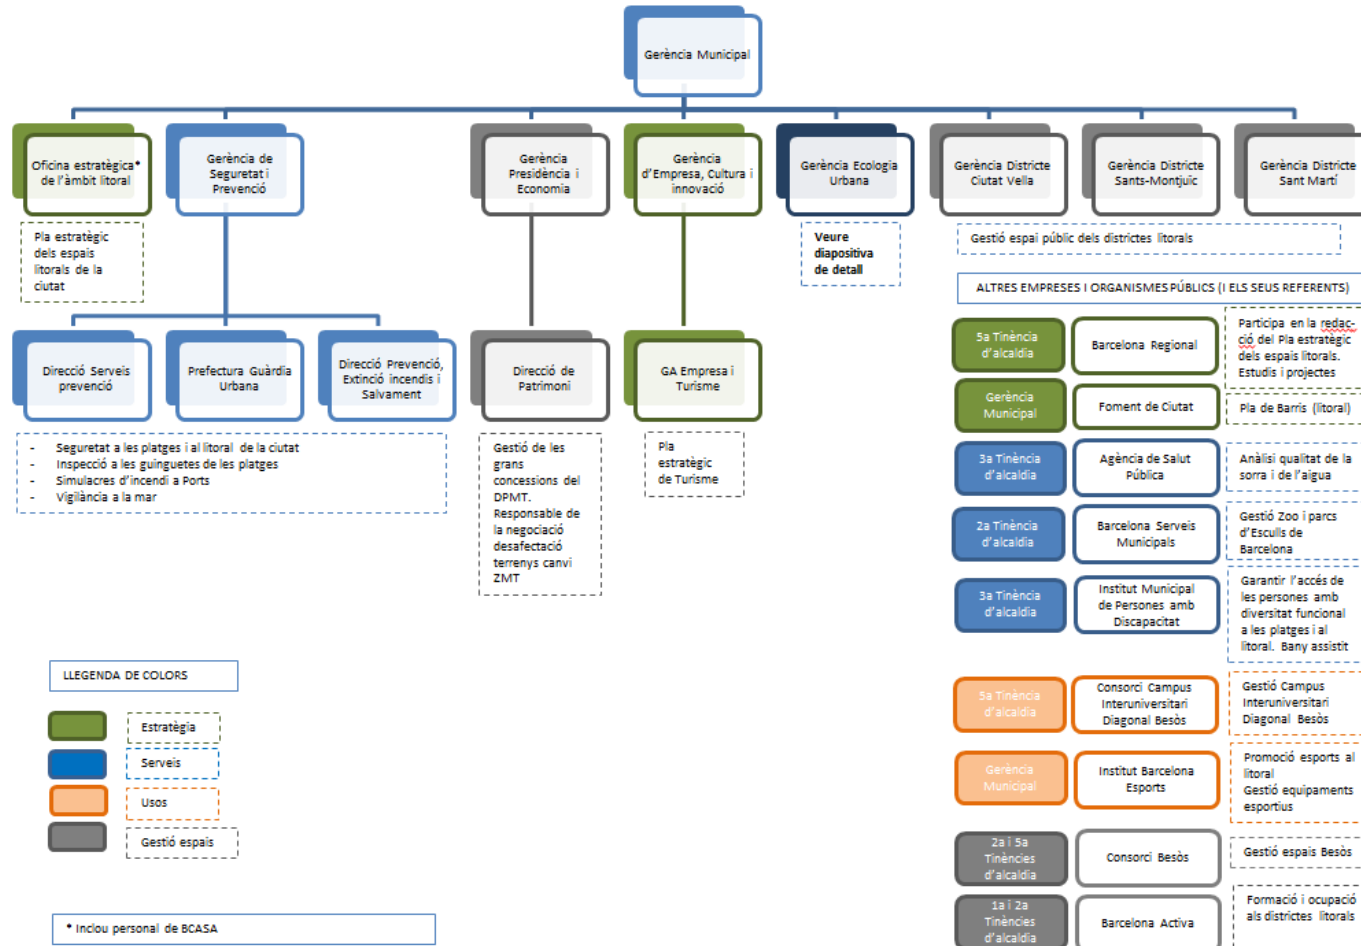 Gerència Municipal
Oficina estratègica*
de l'àmbit litoral
Gerència de
Seguretat i
Prevenció
Gerència
Presidència i
Economia
Gerència
d'Empresa, Cultura i
innovació
Gerència Ecologia
Urbana
Gerència Districte
Ciutat Vella
Gerència Districte
Sants-Montjuïc
Gerència Districte
Sant Martí
Pla estratègic
dels espais
litorals de la
ciutat
Veure
diapositiva
de detall
Gestió espai públic dels districtes litorals
Direcció Serveis
prevenció
Prefectura Guàrdia
Urbana
Direcció Prevenció,
Extinció incendis i
Salvament
Direcció de
Patrimoni
GA Empresa i
Turisme
- Seguretat a les platges i al litoral de la ciutat
- Inspecció a les guinguetes de les platges
- Simulacres d'incendi a Ports
- Vigilància a la mar
Gestió de les
grans
concessions del
DPMT.
Responsable de
la negociació
desafectació
terrenys canvi
ZMT
Pla
estratègic
de Turisme
ALTRES EMPRESES I ORGANISMES PÚBLICS (I ELS SEUS REFERENTS)
5a Tinència
d'alcaldia
Barcelona Regional
Participa en la redac-
ció del Pla estratègic
dels espais litorals.
Estudis i projectes
Gerència
Municipal
Foment de Ciutat
Pla de Barris (litoral)
3a Tinència
d'alcaldia
Agència de Salut
Pública
Anàlisi qualitat de la
sorra i de l'aigua
2a Tinència
d'alcaldia
Barcelona Serveis
Municipals
Gestió Zoo i parcs
d'Esculls de
Barcelona
3a Tinència
d'alcaldia
Institut Municipal
de Persones amb
Discapacitat
Garantir l'accés de
les persones amb
diversitat funcional
a les platges i al
litoral. Bany assistit
5a Tinència
d'alcaldia
Consorci Campus
Interuniversitari
Diagonal Besòs
Gestió Campus
Interuniversitari
Diagonal Besòs
Gerència
Municipal
Institut Barcelona
Esports
Promoció esports al
litoral
Gestió equipaments
esportius
2a i 5a
Tinències
d'alcaldia
Consorci Besòs
Gestió espais Besòs
1a i 2a
Tinències
d'alcaldia
Barcelona Activa
Formació i ocupació
als districtes litorals
LLEGENDA DE COLORS
Estratègia
Serveis
Usos
Gestió espais
* Inclou personal de BCASA